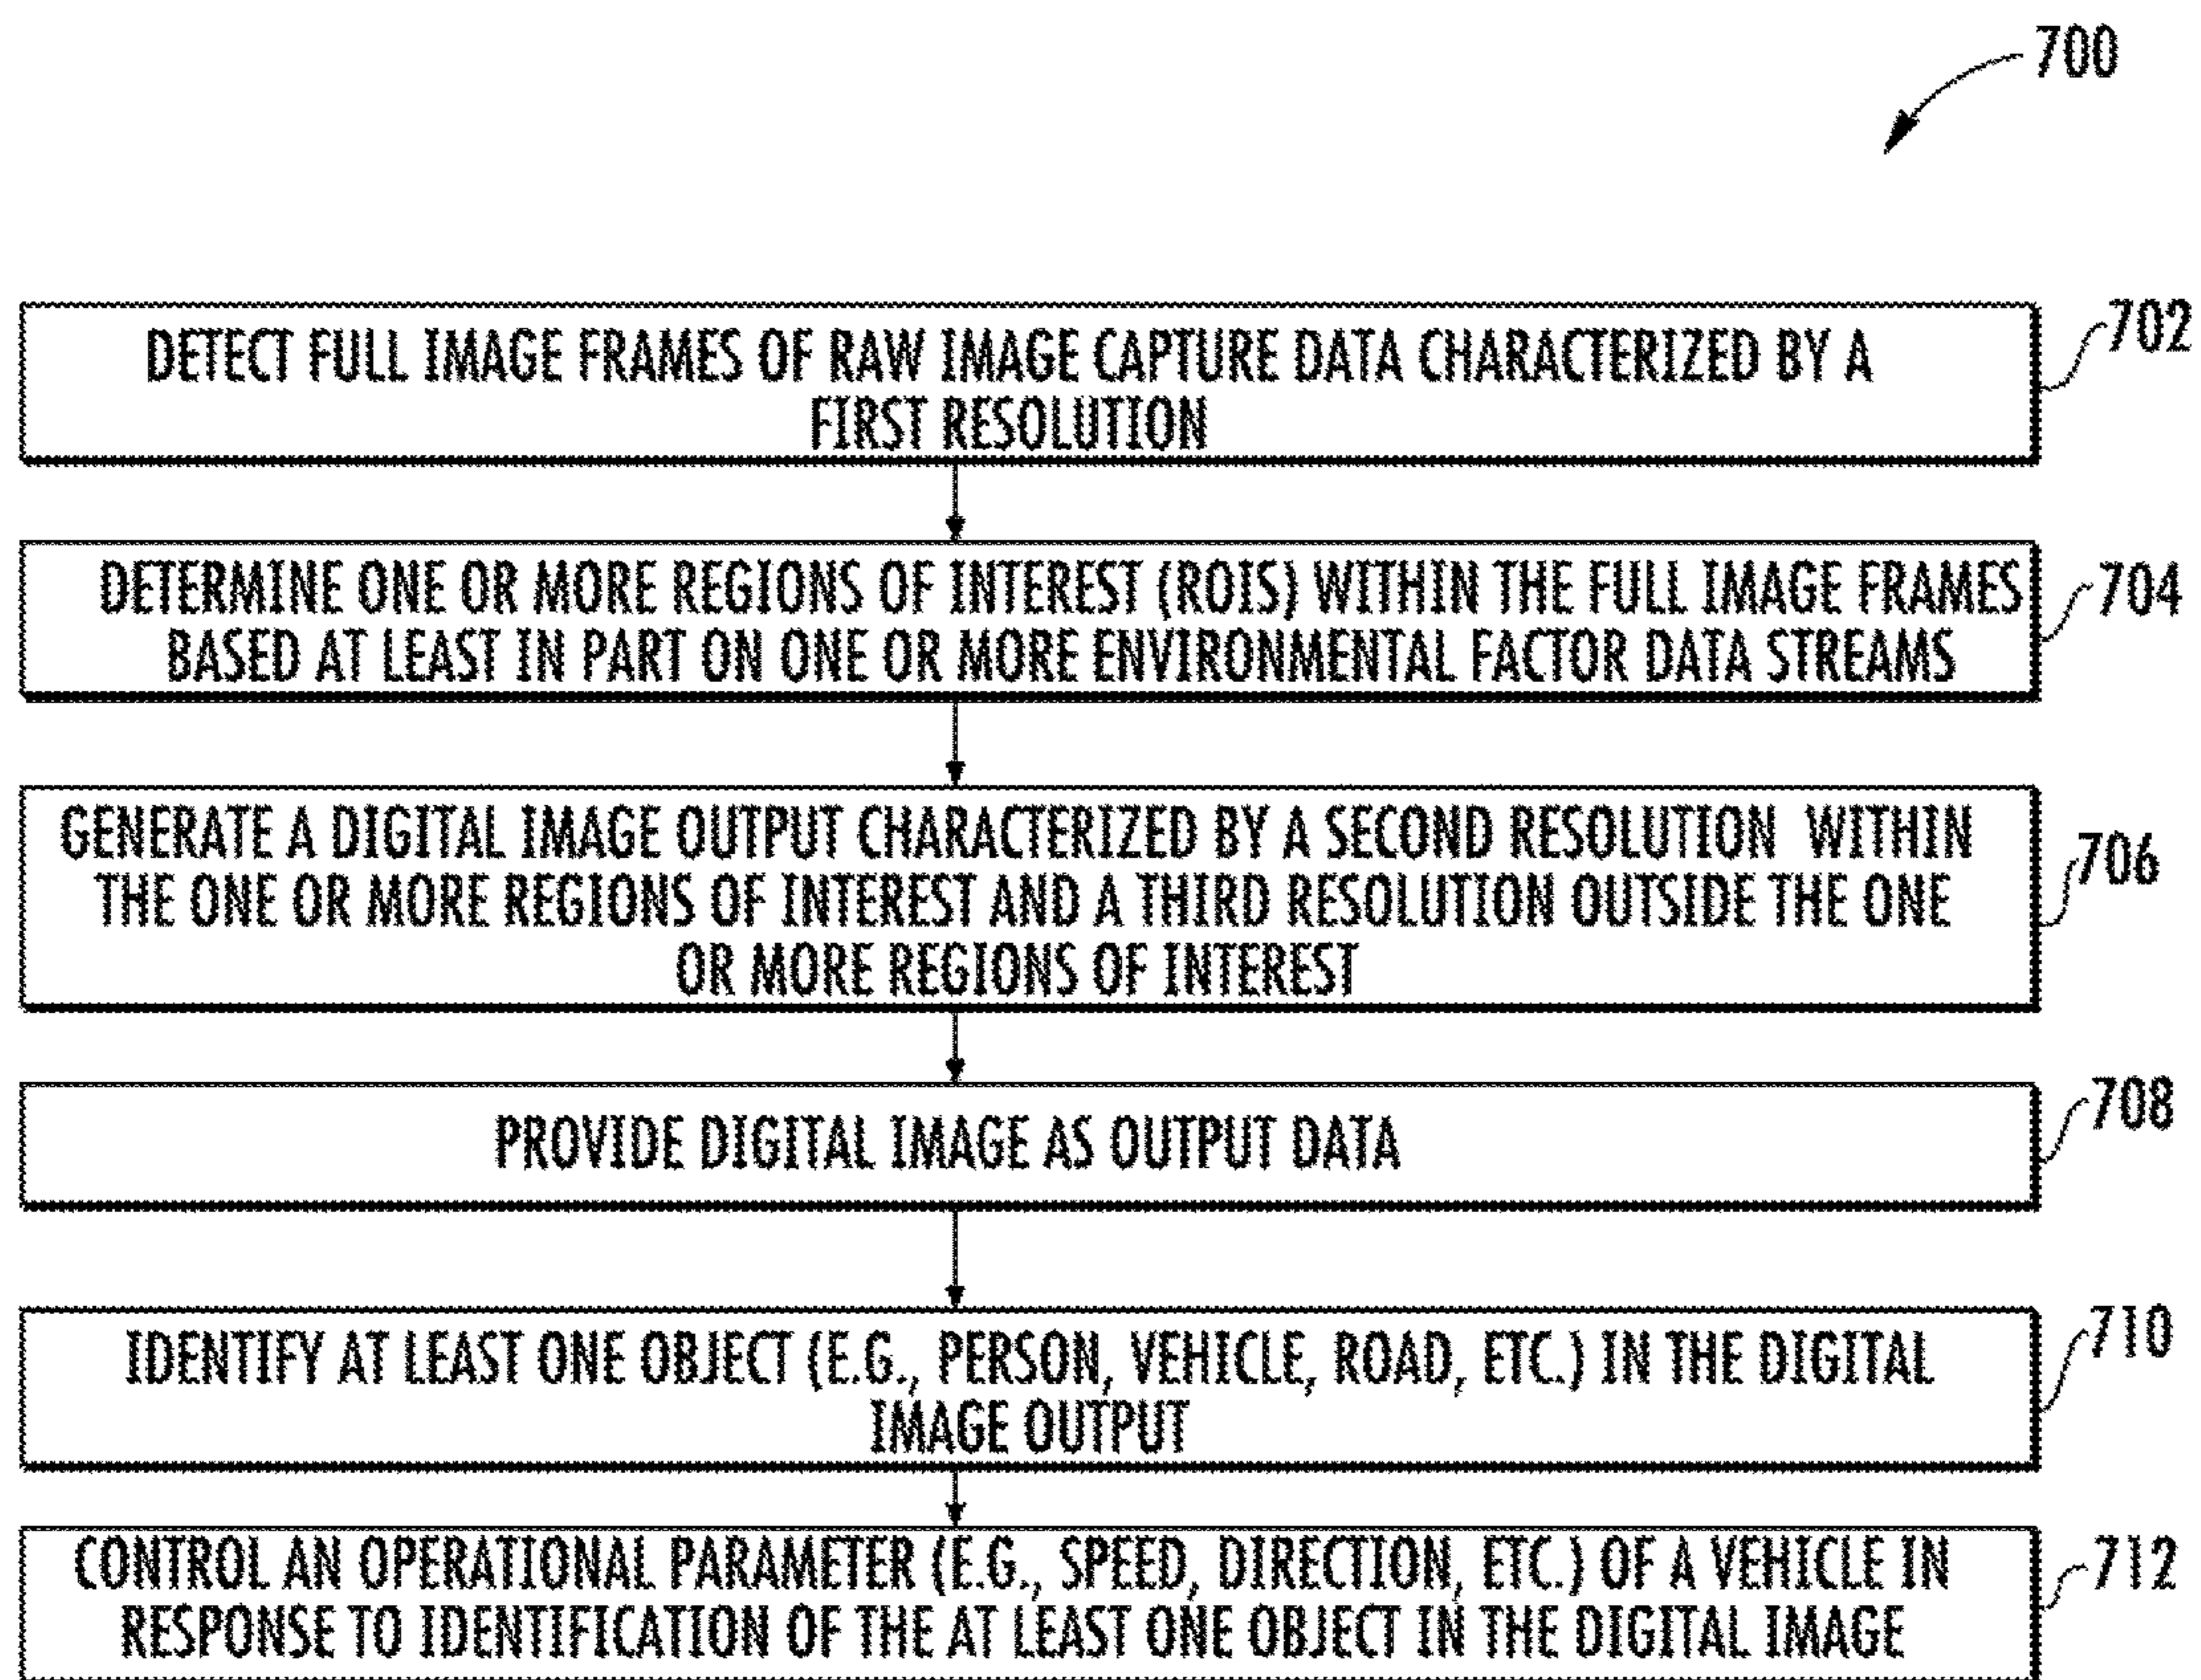 700
DETECT FULL IMAGE FRAMES OF RAW IMAGE CAPTURE DATA CHARACTERIZED BY A
FIRST RESOLUTION
702
DETERMINE ONE OR MORE REGIONS OF INTEREST (ROIS) WITHIN THE FULL IMAGE FRAMES
BASED AT LEAST IN PART ON ONE OR MORE ENVIRONMENTAL FACTOR DATA STREAMS
704
GENERATE A DIGITAL IMAGE OUTPUT CHARACTERIZED BY A SECOND RESOLUTION WITHIN
THE ONE OR MORE REGIONS OF INTEREST AND A THIRD RESOLUTION OUTSIDE THE ONE
OR MORE REGIONS OF INTEREST
706
PROVIDE DIGITAL IMAGE AS OUTPUT DATA
708
IDENTIFY AT LEAST ONE OBJECT (E.G., PERSON, VEHICLE, ROAD, ETC.) IN THE DIGITAL
IMAGE OUTPUT
710
CONTROL AN OPERATIONAL PARAMETER (E.G., SPEED, DIRECTION, ETC.) OF A VEHICLE IN
RESPONSE TO IDENTIFICATION OF THE AT LEAST ONE OBJECT IN THE DIGITAL IMAGE
712